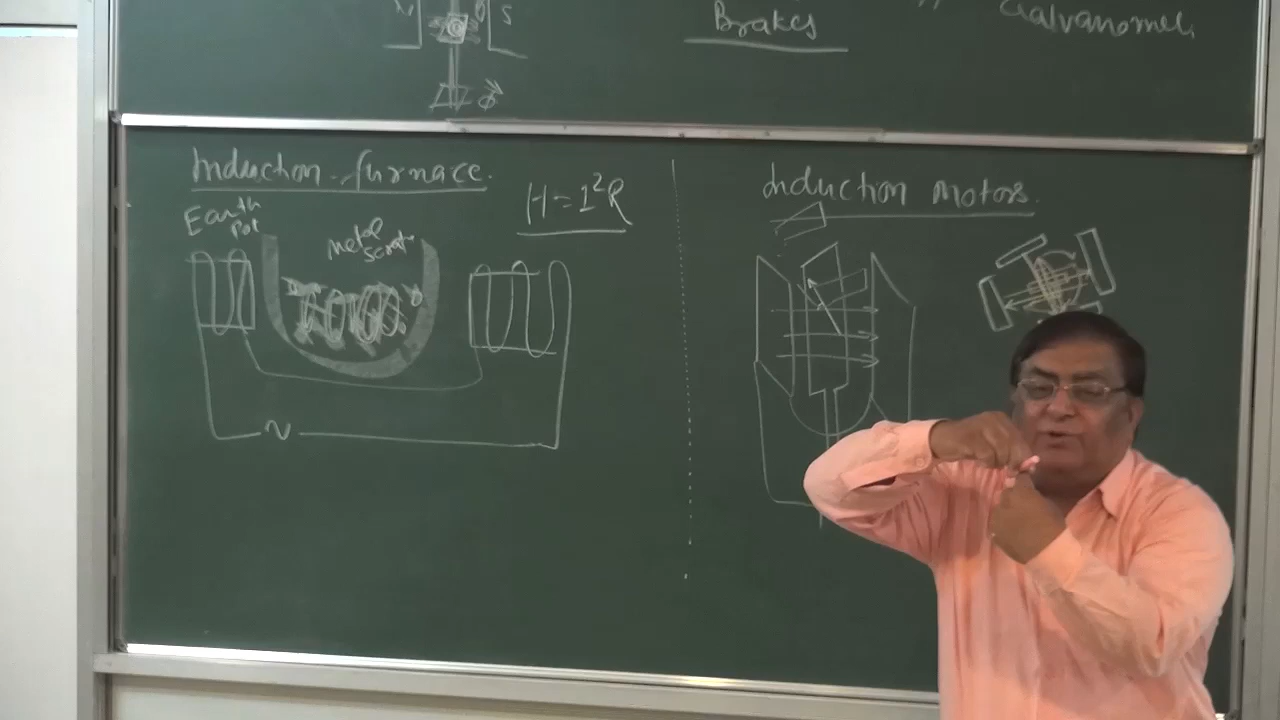 N S
Brakes
Galvanomet
Induction furnace.
H = I²R
Induction Motors.
Earth
Pot
metal
scrap